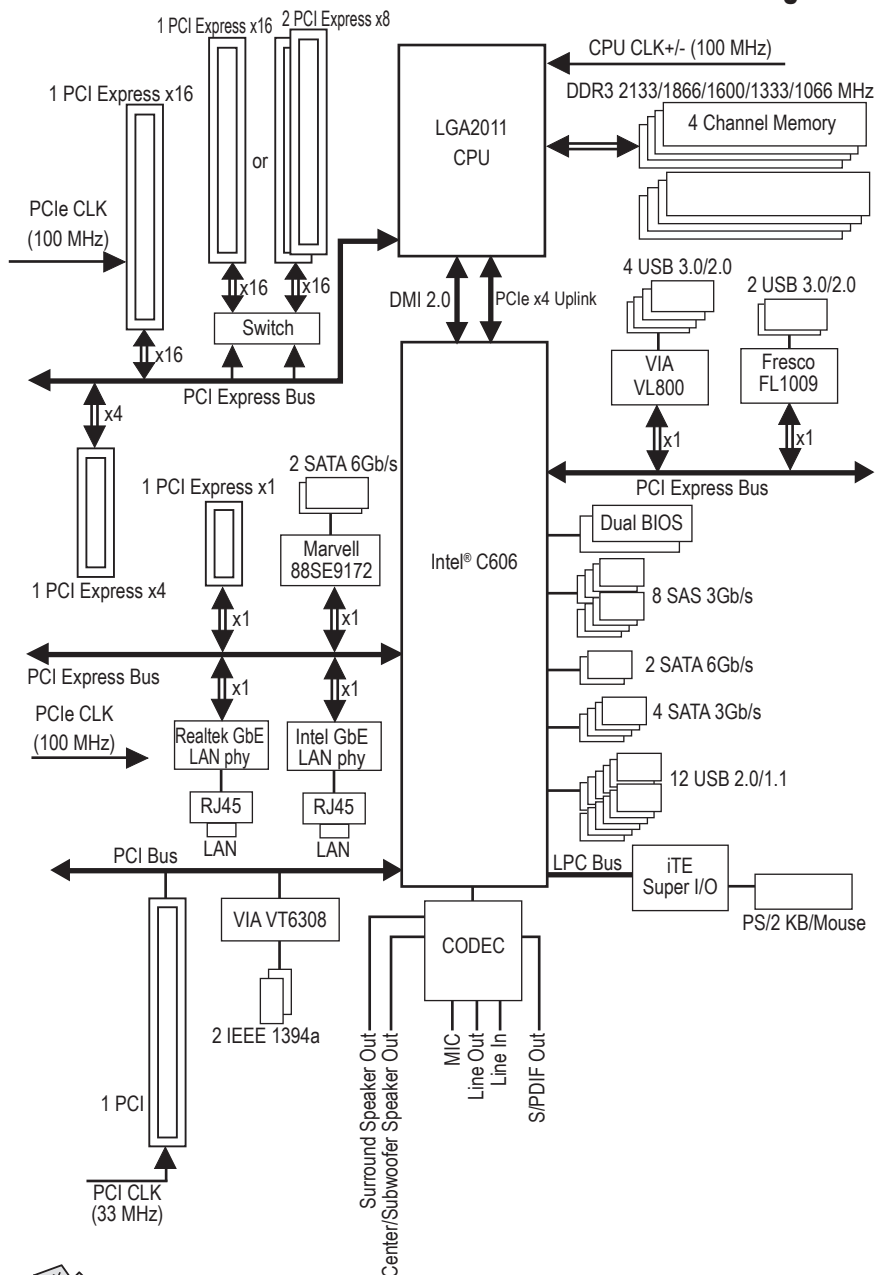 1 PCI Express x16
2 PCI Express x8
CPU CLK+/- (100 MHz)
DDR3 2133/1866/1600/1333/1066 MHz
1 PCI Express x16
LGA2011
CPU
4 Channel Memory
or
PCIe CLK
(100 MHz)
x16
x16
DMI 2.0
PCIe x4 Uplink
4 USB 3.0/2.0
2 USB 3.0/2.0
Switch
x16
VIA
VL800
Fresco
FL1009
PCI Express Bus
x4
x1
x1
PCI Express Bus
2 SATA 6Gb/s
1 PCI Express x1
Marvell
88SE9172
Intel® C606
Dual BIOS
1 PCI Express x4
8 SAS 3Gb/s
x1
x1
PCI Express Bus
2 SATA 6Gb/s
x1
x1
PCIe CLK
(100 MHz)
4 SATA 3Gb/s
Realtek GbE
LAN phy
Intel GbE
LAN phy
12 USB 2.0/1.1
RJ45
RJ45
LAN
LAN
PCI Bus
LPC Bus
iTE
Super I/O
PS/2 KB/Mouse
VIA VT6308
CODEC
2 IEEE 1394a
1 PCI
Surround Speaker Out
Center/Subwoofer Speaker Out
MIC
Line Out
Line In
S/PDIF Out
PCI CLK
(33 MHz)